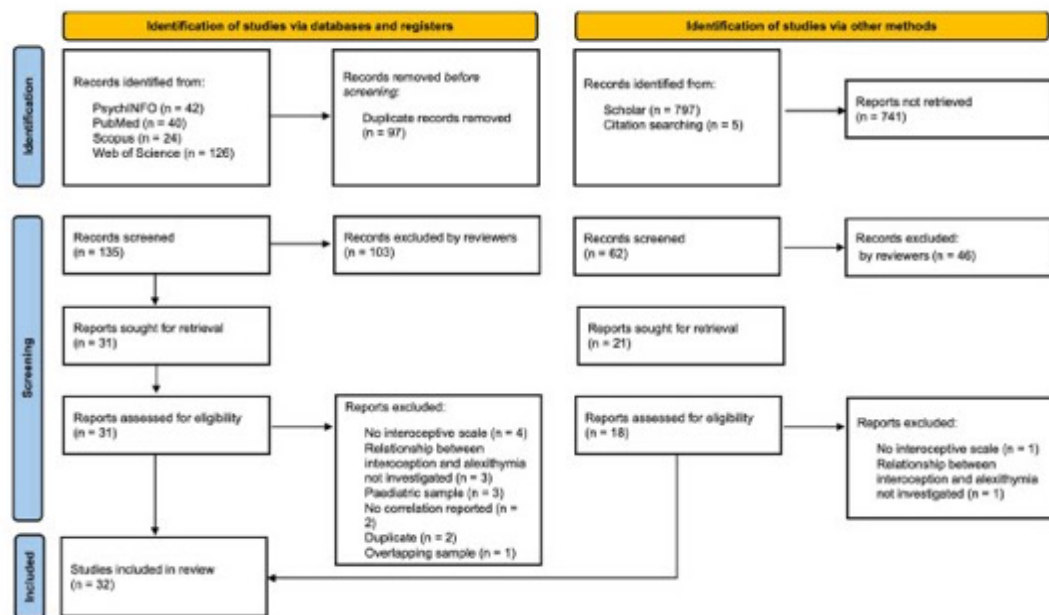 Identification of studies via databases and registers
Identification of studies via other methods
Identification
Records identified from:
PsychINFO (n = 42)
PubMed (n = 40)
Scopus (n = 24)
Web of Science (n = 126)
Records removed before
screening:
Duplicate records removed
(n = 97)
Scholar (n = 797)
Citation searching (n = 5)
Records identified from:
Reports not retrieved
(n = 741)
Screening
Records screened
(n = 135)
Records excluded by reviewers
(n = 103)
Records screened
(n = 62)
Records excluded:
by reviewers (n = 46)
Reports sought for retrieval
(n = 31)
Reports sought for retrieval
(n = 21)
Reports assessed for eligibility
(n = 31)
Reports excluded:
No interoceptive scale (n = 4)
Relationship between
interoception and alexithymia
not investigated (n = 3)
Paediatric sample (n = 3)
No correlation reported (n =
2)
Duplicate (n = 2)
Overlapping sample (n = 1)
Reports assessed for eligibility
(n = 18)
Reports excluded:
No interoceptive scale (n = 1)
Relationship between
interoception and alexithymia
not investigated (n = 1)
Included
Studies included in review
(n = 32)